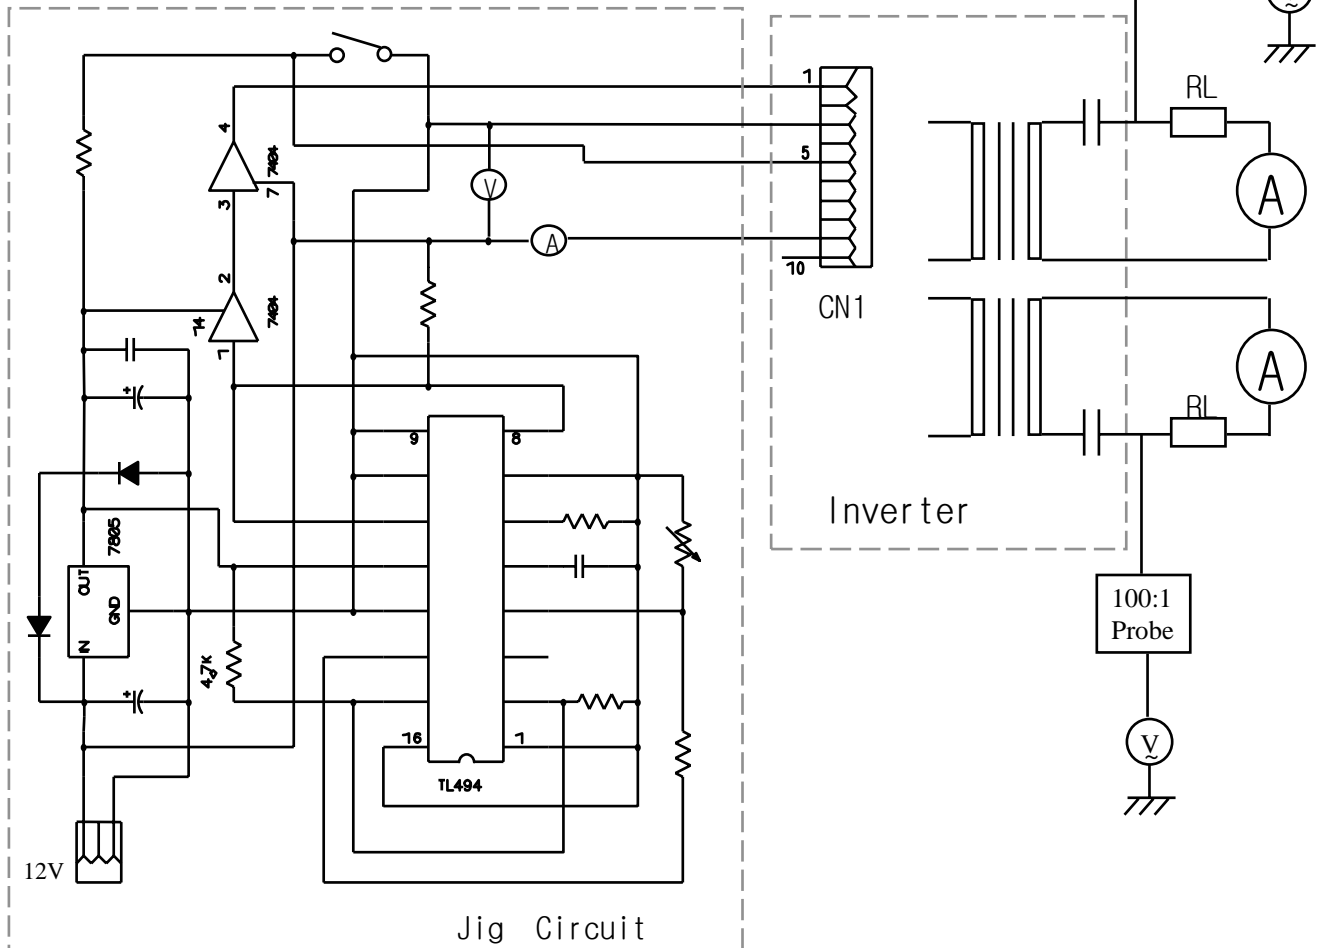 RL
1
4
7404
7
5
V
A
A
3
10
2
CN1
14
7404
A
1
RL
9
8
Inverter
7805
OUT
GND
IN
100:1
Probe
4.7K
16
1
V
~
TL494
12V
Jig Circuit